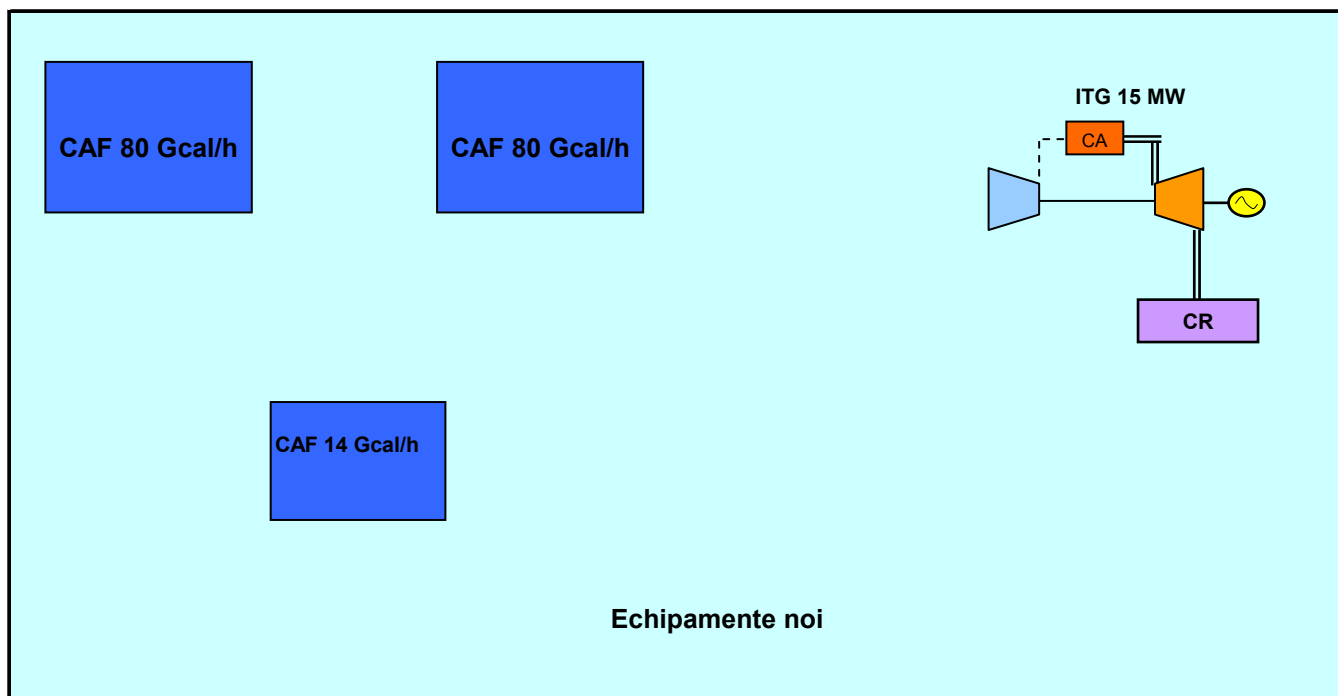 CAF 80 Gcal/h
CAF 80 Gcal/h
ITG 15 MW
CA
CR
CAF 14 Gcal/h
Echipamente noi